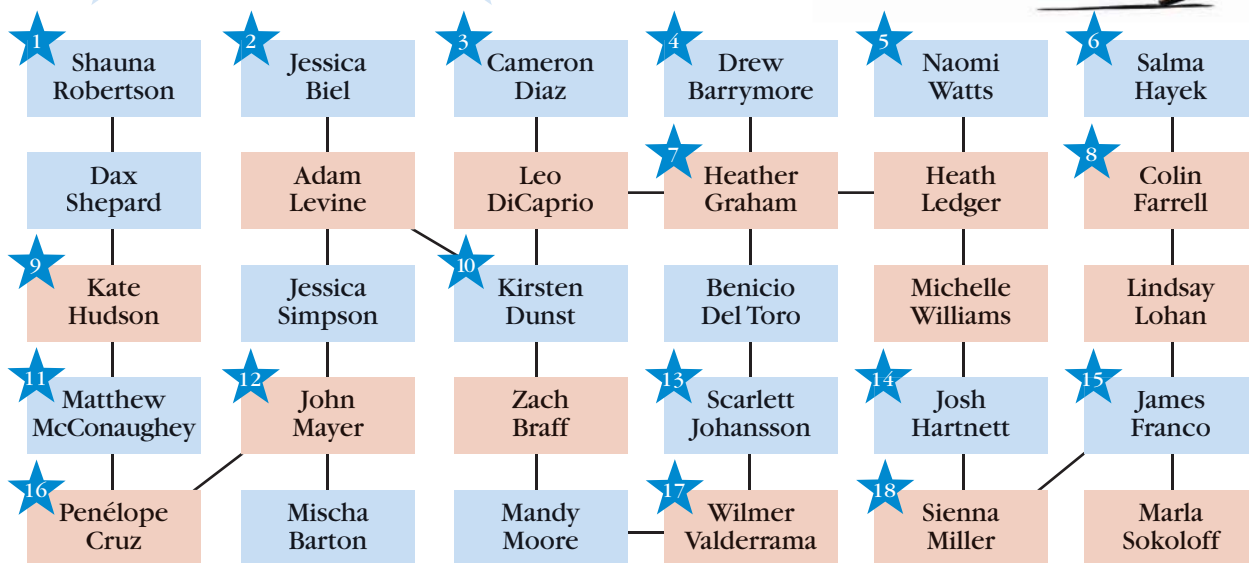 1
Shauna
Robertson
2
Jessica
Biel
3
Cameron
Diaz
4
Drew
Barrymore
5
Naomi
Watts
6
Salma
Hayek
Dax
Shepard
Adam
Levine
Leo
DiCaprio
7
Heather
Graham
Heath
Ledger
8
Colin
Farrell
9
Kate
Hudson
Jessica
Simpson
10
Kirsten
Dunst
Benicio
Del Toro
Michelle
Williams
Lindsay
Lohan
11
Matthew
McConaughey
12
John
Mayer
Zach
Braff
13
Scarlett
Johansson
14
Josh
Hartnett
15
James
Franco
16
Penélope
Cruz
Mischa
Barton
Mandy
Moore
17
Wilmer
Valderrama
18
Sienna
Miller
Marla
Sokoloff